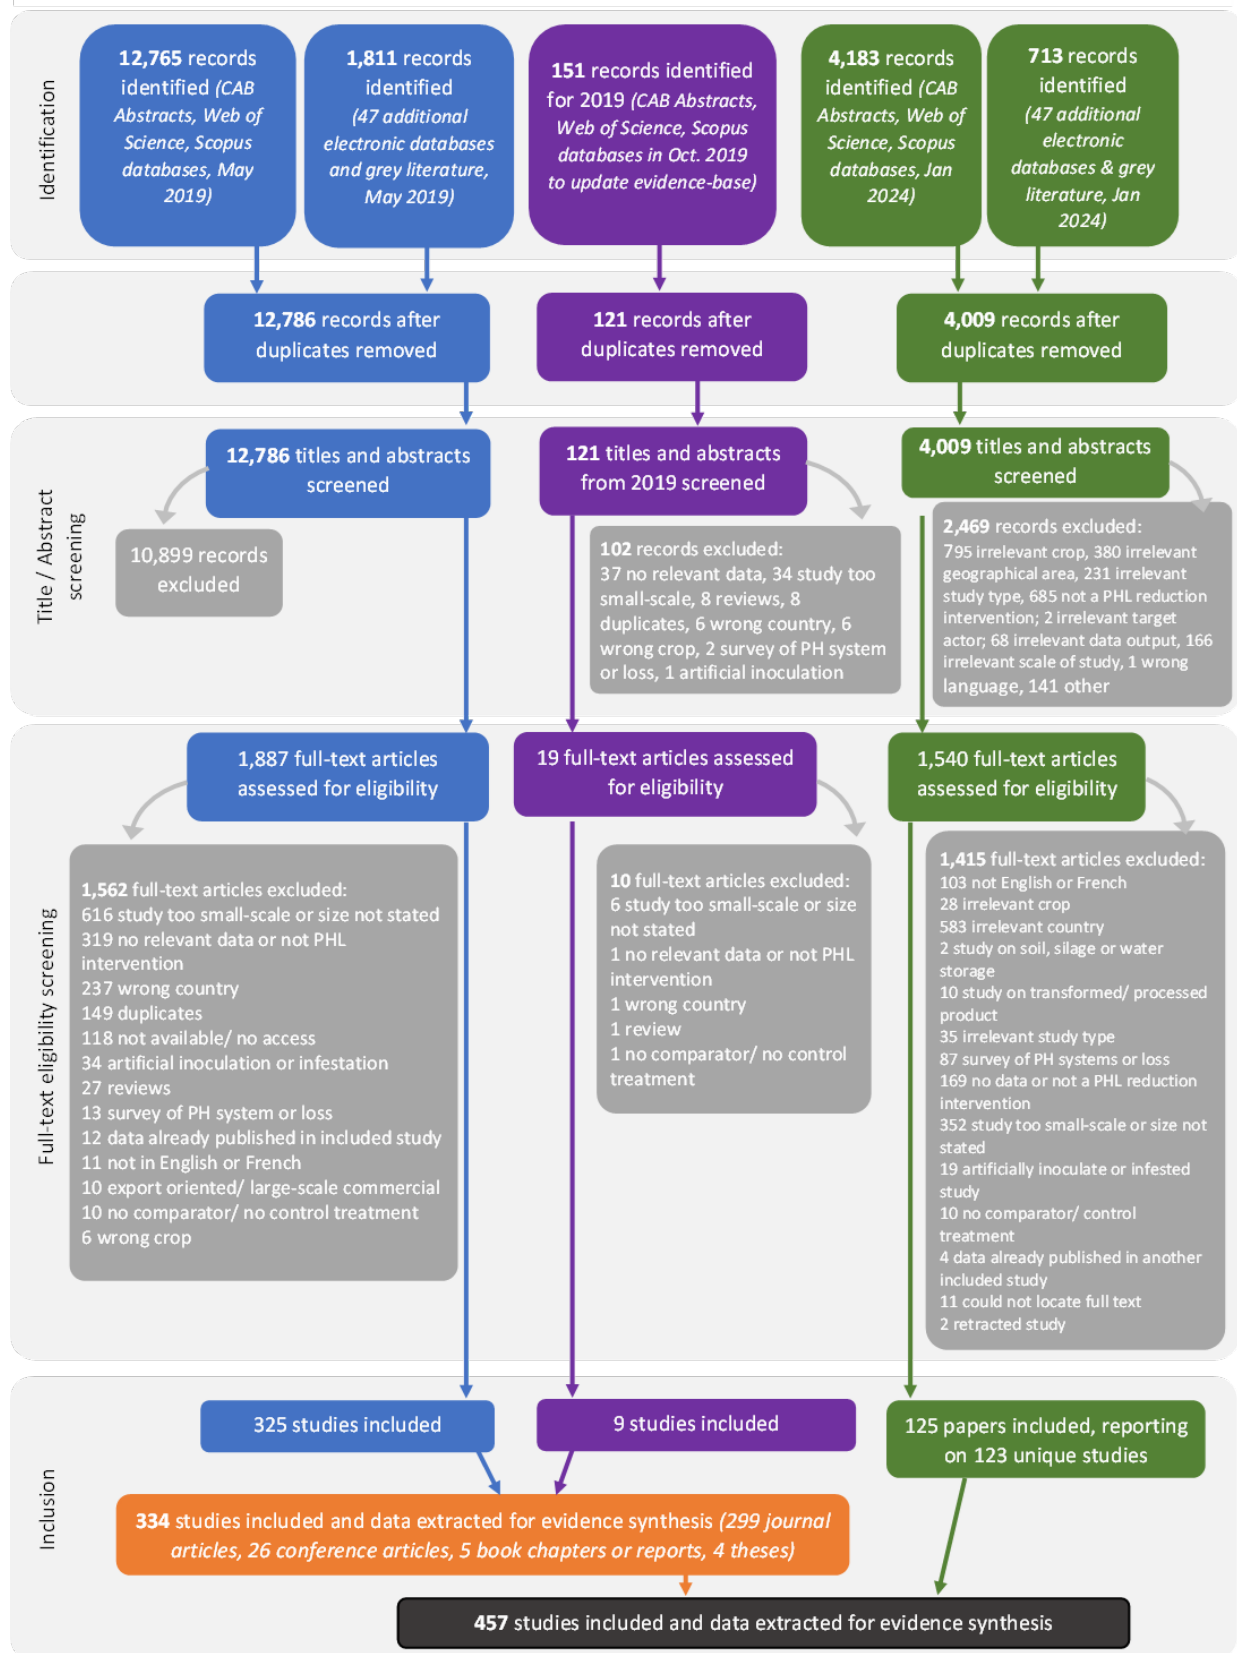 Identification
12,765 records
identified (CAB
Abstracts, Web of
Science, Scopus
databases, May
2019)
1,811 records
identified
(47 additional
electronic databases
and grey literature,
May 2019)
151 records identified
for 2019 (CAB Abstracts,
Web of Science, Scopus
databases in Oct. 2019
to update evidence-base)
4,183 records
identified (CAB
Abstracts, Web of
Science, Scopus
databases, Jan
2024)
713 records
identified
(47 additional
electronic
databases & grey
literature, Jan
2024)
12,786 records after
duplicates removed
121 records after
duplicates removed
4,009 records after
duplicates removed
Title / Abstract
screening
12,786 titles and abstracts
screened
10,899 records
excluded
121 titles and abstracts
from 2019 screened
102 records excluded:
37 no relevant data, 34 study too
small-scale, 8 reviews, 8
duplicates, 6 wrong country, 6
wrong crop, 2 survey of PH system
or loss, 1 artificial inoculation
4,009 titles and abstracts
screened
2,469 records excluded:
795 irrelevant crop, 380 irrelevant
geographical area, 231 irrelevant
study type, 685 not a PHL reduction
intervention; 2 irrelevant target
actor; 68 irrelevant data output, 166
irrelevant scale of study, 1 wrong
language, 141 other
Full-text eligibility screening
1,887 full-text articles
assessed for eligibility
1,562 full-text articles excluded:
616 study too small-scale or size not stated
319 no relevant data or not PHL
intervention
237 wrong country
149 duplicates
118 not available/ no access
34 artificial inoculation or infestation
27 reviews
13 survey of PH system or loss
12 data already published in included study
11 not in English or French
10 export oriented/ large-scale commercial
10 no comparator/ no control treatment
6 wrong crop
19 full-text articles assessed
for eligibility
10 full-text articles excluded:
6 study too small-scale or size
not stated
1 no relevant data or not PHL
intervention
1 wrong country
1 review
1 no comparator/ no control
treatment
1,540 full-text articles
assessed for eligibility
1,415 full-text articles excluded:
103 not English or French
28 irrelevant crop
583 irrelevant country
2 study on soil, silage or water
storage
10 study on transformed/ processed
product
35 irrelevant study type
87 survey of PH systems or loss
169 no data or not a PHL reduction
intervention
352 study too small-scale or size not
stated
19 artificially inoculate or infested
study
10 no comparator/ control
treatment
4 data already published in another
included study
11 could not locate full text
2 retracted study
Inclusion
325 studies included
9 studies included
125 papers included, reporting
on 123 unique studies
334 studies included and data extracted for evidence synthesis (299 journal
articles, 26 conference articles, 5 book chapters or reports, 4 theses)
457 studies included and data extracted for evidence synthesis